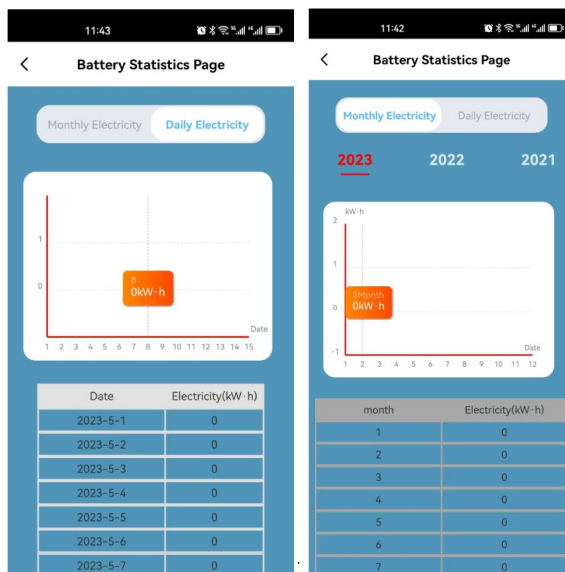 11:43
Battery Statistics Page
Monthly Electricity Daily Electricity
1
0
8
0kW·h
Date
1 2 3 4 5 6 7 8 9 10 11 12 13 14 15
Date Electricity(kW·h)
2023-5-1 0
2023-5-2 0
2023-5-3 0
2023-5-4 0
2023-5-5 0
2023-5-6 0
2023-5-7 0
11:42
Battery Statistics Page
Monthly Electricity Daily Electricity
2023 2022 2021
kW·h
2
1
2Month
0kW·h
0
Date
-1
1 2 3 4 5 6 7 8 9 10 11 12
month Electricity(kW·h)
1 0
2 0
3 0
4 0
5 0
6 0
7 0